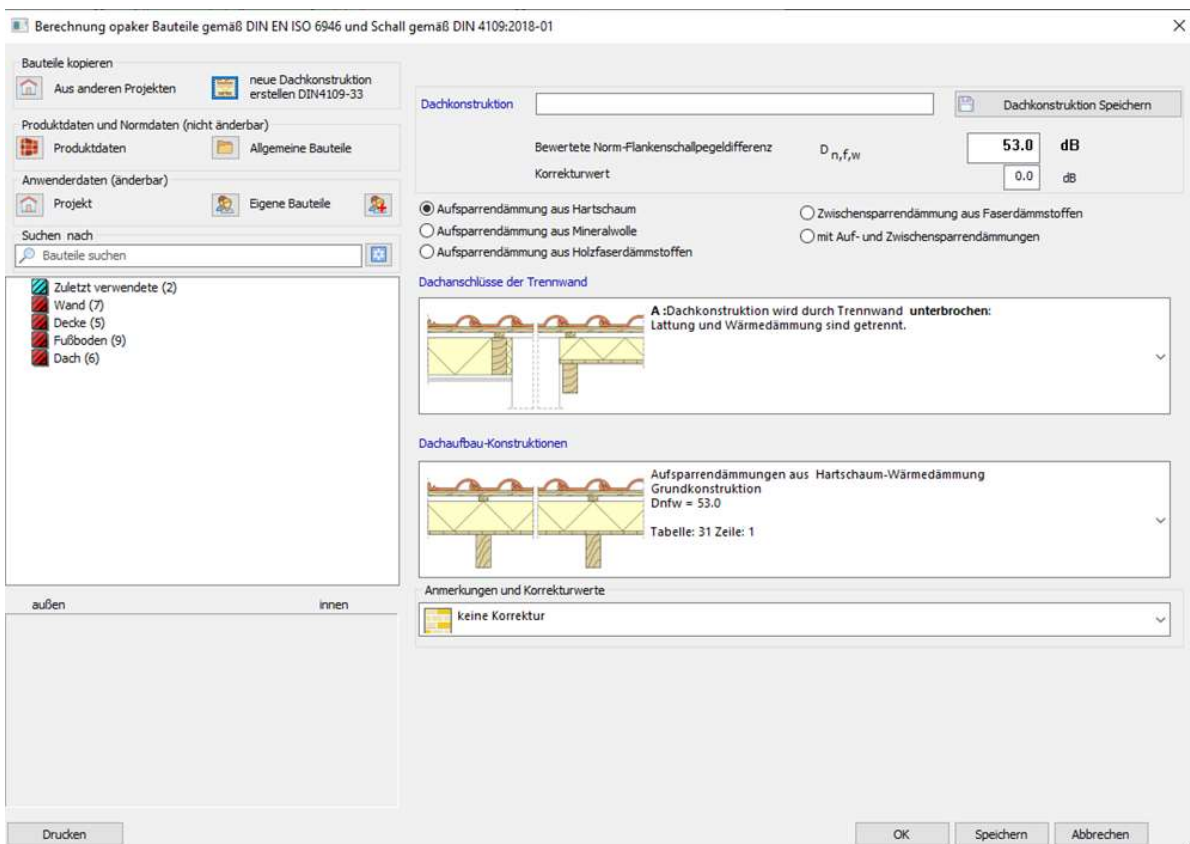 Berechnung opaker Bauteile gemäß DIN EN ISO 6946 und Schall gemäß DIN 4109:2018-01
Bauteile kopieren
Aus anderen Projekten
neue Dachkonstruktion
erstellen DIN4109-33
Produktdaten und Normdaten (nicht änderbar)
Produktdaten
Allgemeine Bauteile
Anwenderdaten (änderbar)
Projekt
Eigene Bauteile
Suchen nach
Bauteile suchen
Zuletzt verwendete (2)
Wand (7)
Decke (5)
Fußboden (9)
Dach (6)
außen
innen
Drucken
Dachkonstruktion
Dachkonstruktion Speichern
Bewertete Norm-Flankenschallpegeldifferenz D n,f,w 53.0 dB
Korrekturwert 0.0 dB
Aufsparrendämmung aus Hartschaum
Aufsparrendämmung aus Mineralwolle
Aufsparrendämmung aus Holzfaserdämmstoffen
Zwischensparrendämmung aus Faserdämmstoffen
mit Auf- und Zwischensparrendämmungen
Dachanschlüsse der Trennwand
A :Dachkonstruktion wird durch Trennwand unterbrochen:
Lattung und Wärmedämmung sind getrennt.
Dachaufbau-Konstruktionen
Aufsparrendämmungen aus Hartschaum-Wärmedämmung
Grundkonstruktion
Dnfw = 53.0
Tabelle: 31 Zeile: 1
Anmerkungen und Korrekturwerte
keine Korrektur
OK
Speichern
Abbrechen